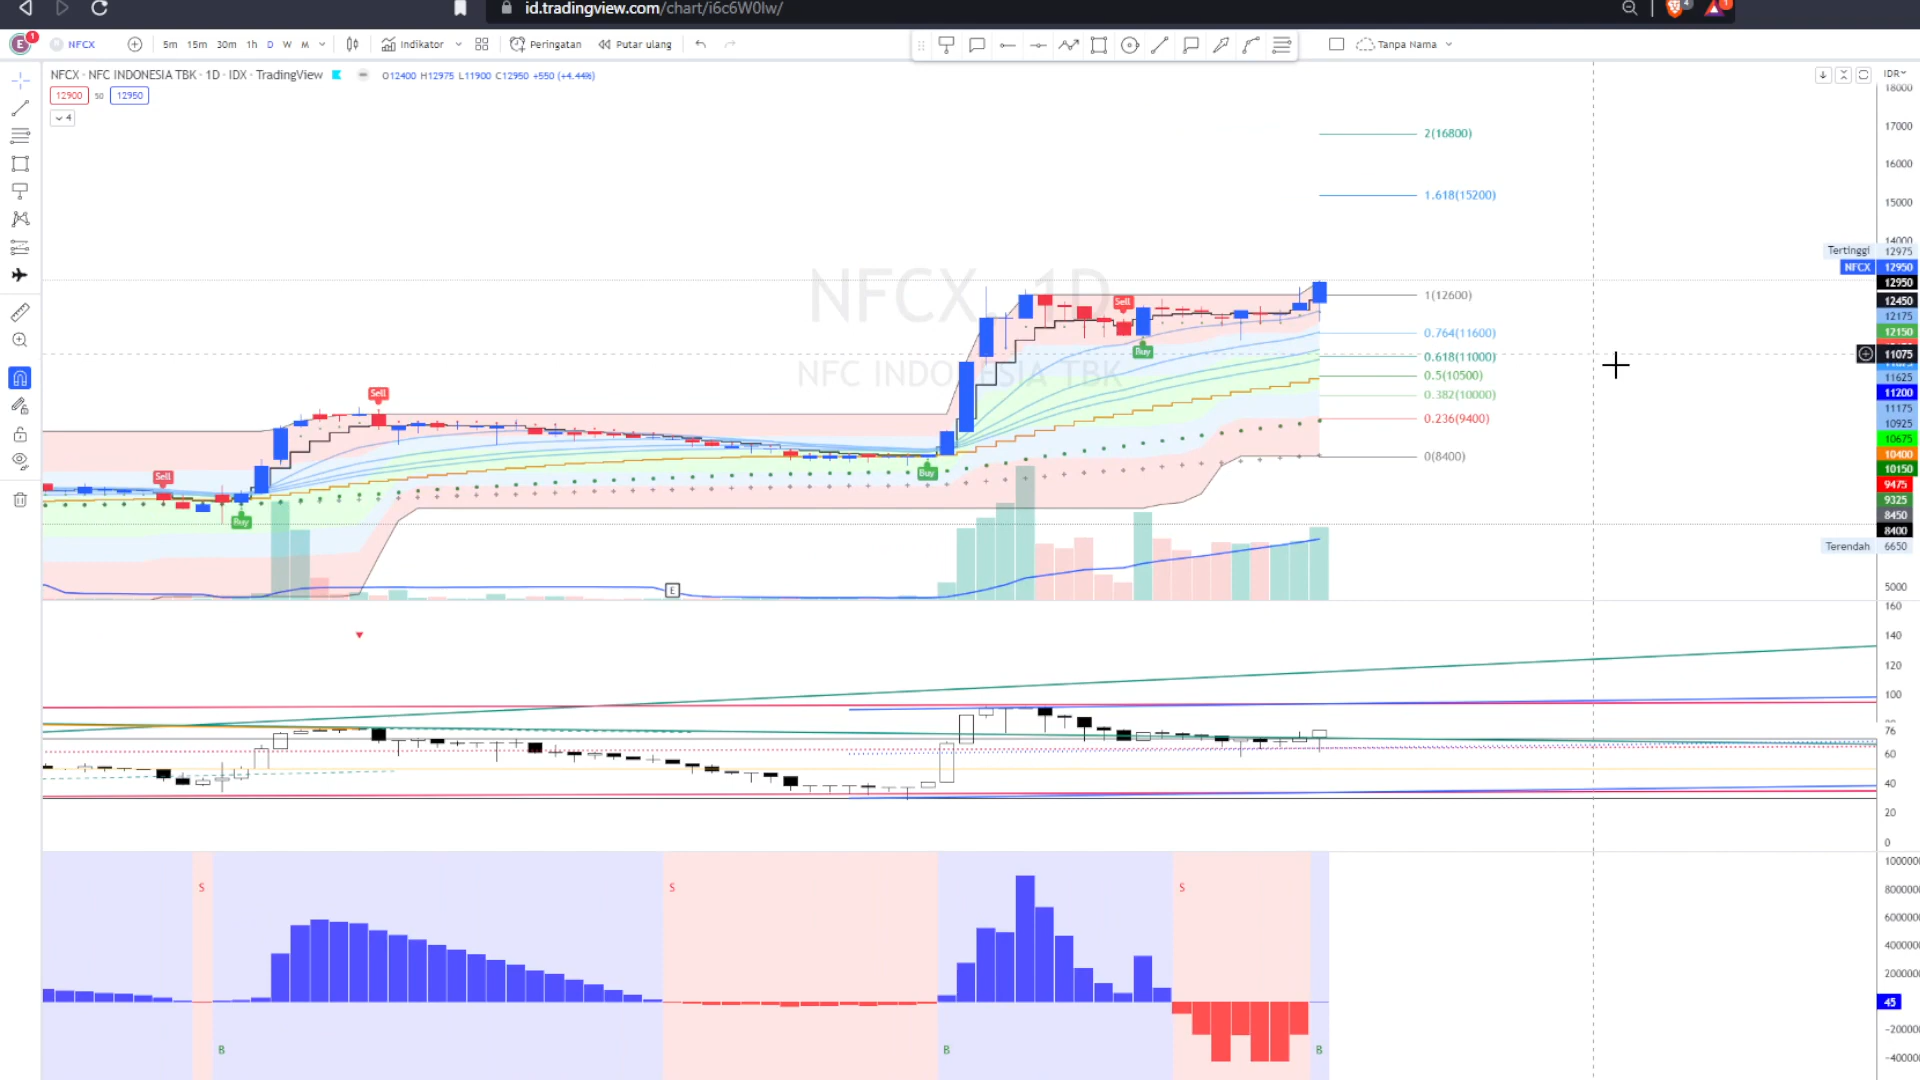 id.tradingview.com/chart/i6c6W0lw/
4
1
E
1
NFCX
5m 15m 30m 1h D W M
Indikator
Peringatan
Putar ulang
Tanpa Nama
NFCX · NFC INDONESIA TBK · 1D · IDX · TradingView
O12400 H12975 L11900 C12950 +550 (+4.44%)
12900 50 12950
4
IDR
NFCX, 1D
NFC INDONESIA TBK
2(16800)
1.618(15200)
1(12600)
0.764(11600)
0.618(11000)
0.5(10500)
0.382(10000)
0.236(9400)
0(8400)
Sell
Buy
Sell
Buy
Sell
Buy
E
18000
17000
16000
15000
14000
Tertinggi 12975
NFCX 12950
12950
12450
12175
12150
11075
11625
11200
11175
10925
10675
10400
10150
9475
9325
8450
8400
Terendah 6650
5000
160
140
120
100
76
60
40
20
0
S
S
S
B
B
B
45